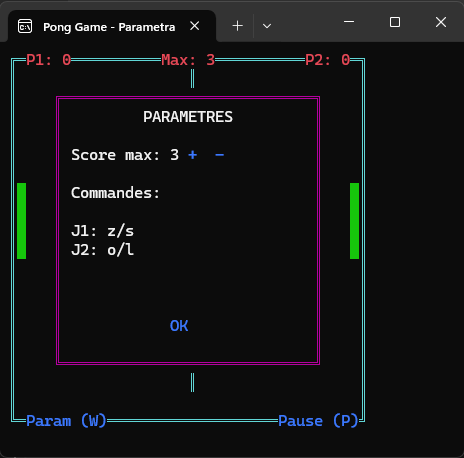 Pong Game - Parametra
P1: 0 Max: 3 P2: 0
PARAMETRES
Score max: 3 + -
Commandes:
J1: z/s
J2: o/l
OK
Param (W) Pause (P)